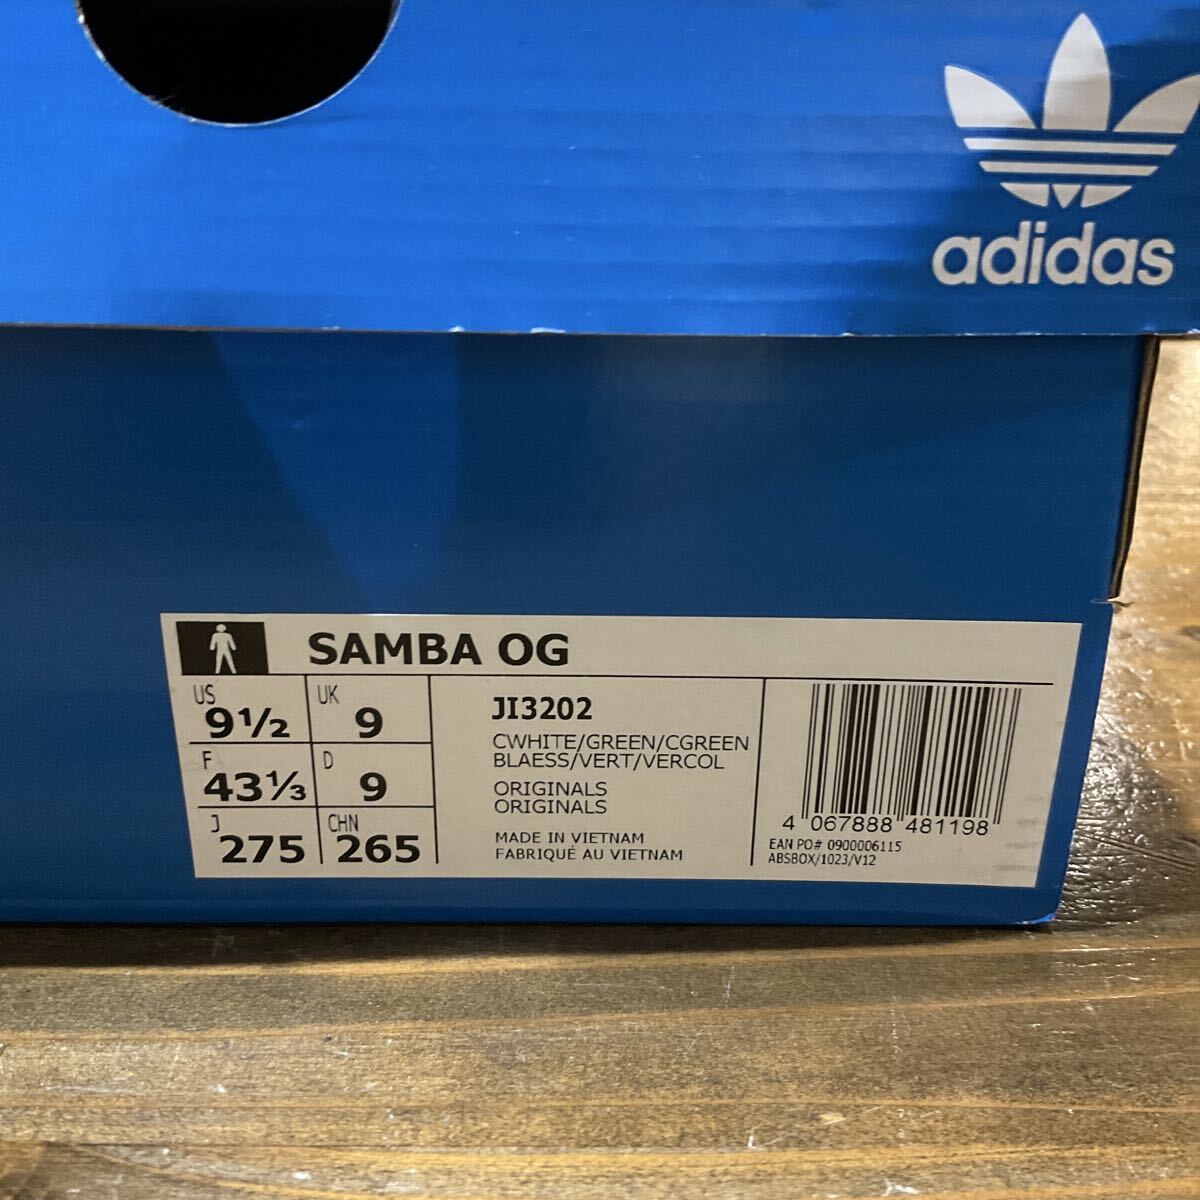 adidas
SAMBA OG
US
9½
UK
9
F
43⅓
D
9
J
275
CHN
265
JI3202
CWHITE/GREEN/CGREEN
BLAESS/VERT/VERCOL
ORIGINALS
ORIGINALS
MADE IN VIETNAM
FABRIQUÉ AU VIETNAM
4 067888 481198
EAN PO# 0900006115
ABSBOX/1023/V12